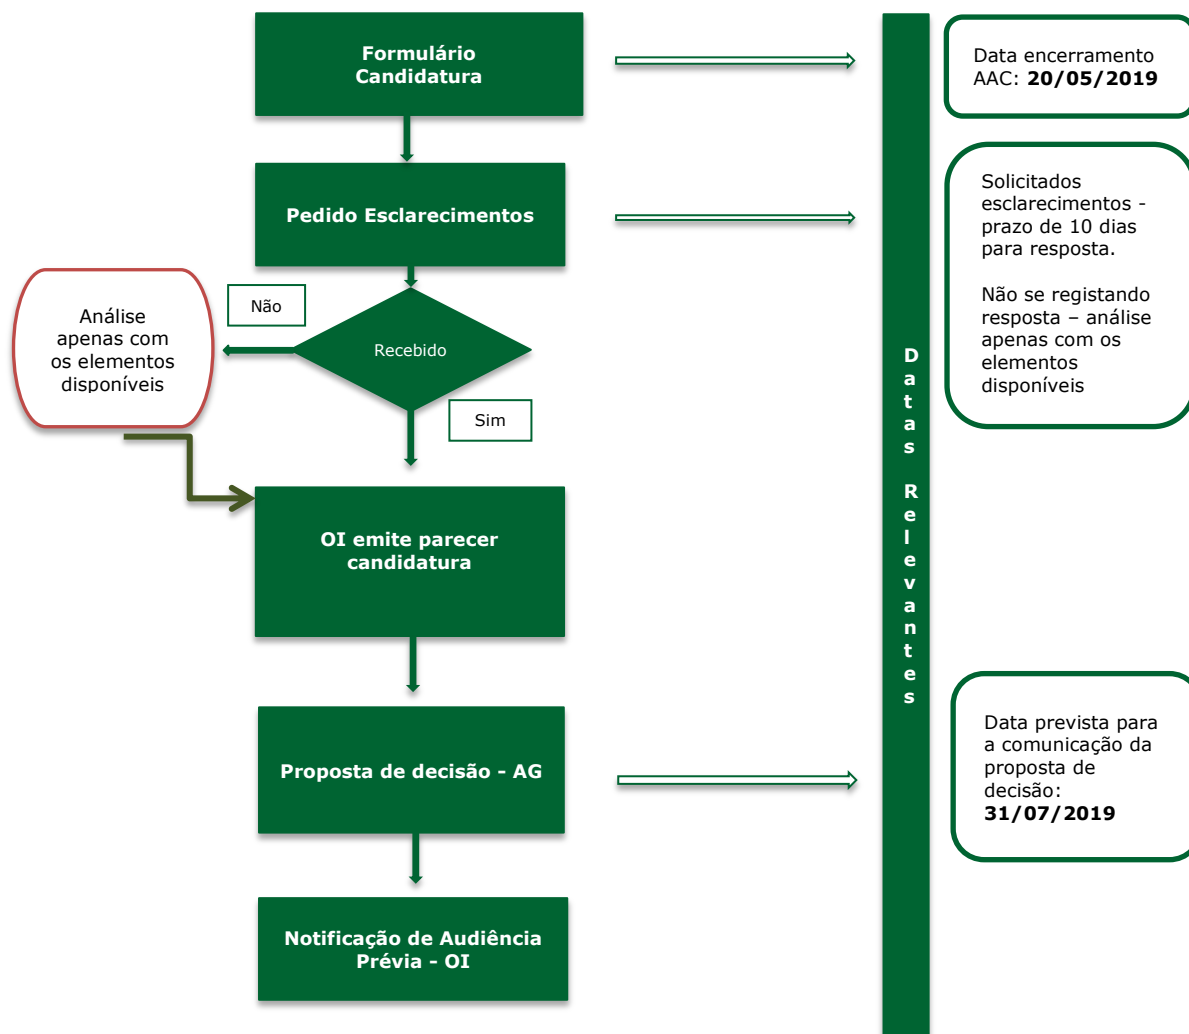 Formulário
Candidatura
Data encerramento
AAC: 20/05/2019
Pedido Esclarecimentos
Solicitados
esclarecimentos -
prazo de 10 dias
para resposta.
Não se registando
resposta – análise
apenas com os
elementos
disponíveis
Não
Análise
apenas com
os elementos
disponíveis
Recebido
Sim
Datas Relevantes
OI emite parecer
candidatura
Proposta de decisão - AG
Data prevista para
a comunicação da
proposta de
decisão:
31/07/2019
Notificação de Audiência
Prévia - OI